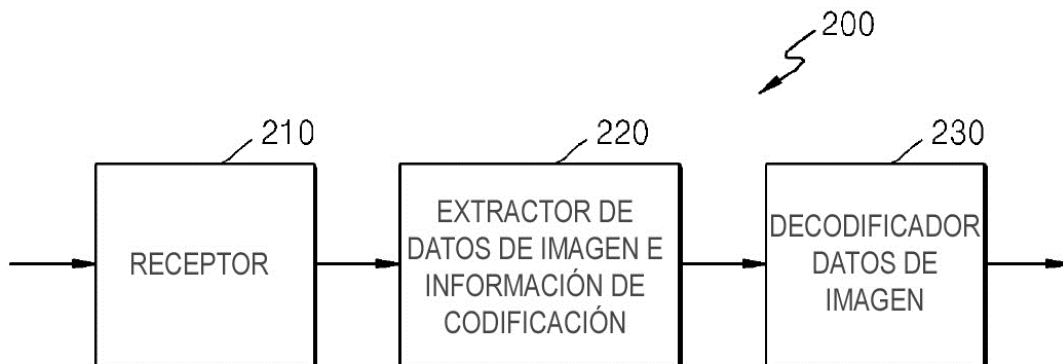 200
210
220
230
RECEPTOR
EXTRACTOR DE
DATOS DE IMAGEN E
INFORMACIÓN DE
CODIFICACIÓN
DECODIFICADOR
DATOS DE
IMAGEN